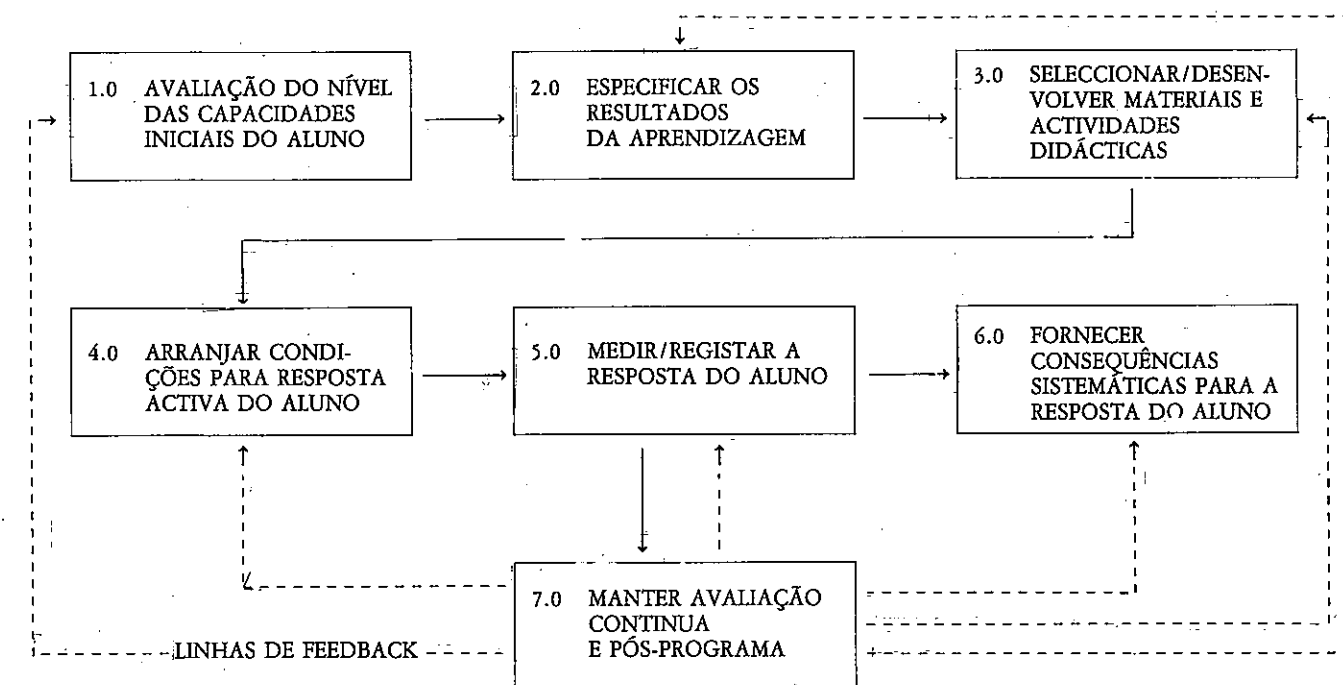 1.0 AVALIAÇÃO DO NÍVEL
DAS CAPACIDADES
INICIAIS DO ALUNO
2.0 ESPECIFICAR OS
RESULTADOS
DA APRENDIZAGEM
3.0 SELECCIONAR/DESEN-
VOLVER MATERIAIS E
ACTIVIDADES
DIDÁCTICAS
4.0 ARRANJAR CONDI-
ÇÕES PARA RESPOSTA
ACTIVA DO ALUNO
5.0 MEDIR/REGISTAR A
RESPOSTA DO ALUNO
6.0 FORNECER
CONSEQUÊNCIAS
SISTEMÁTICAS PARA A
RESPOSTA DO ALUNO
7.0 MANTER AVALIAÇÃO
CONTINUA
E PÓS-PROGRAMA
LINHAS DE FEEDBACK